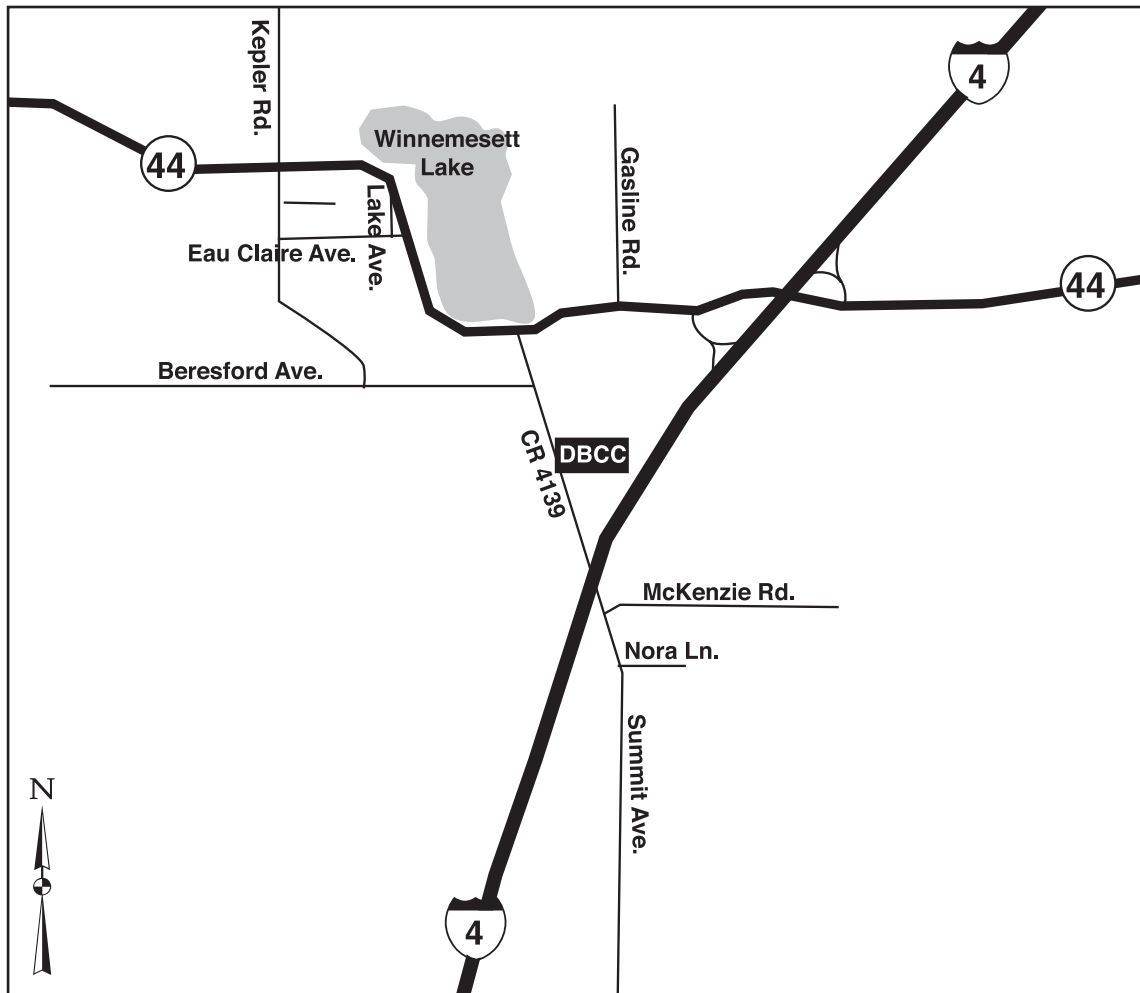 Kepler Rd.
4
Winnemesett
Lake
44
Gasline Rd.
Lake Ave.
Eau Claire Ave.
44
Beresford Ave.
CR 4139
DBCC
McKenzie Rd.
Nora Ln.
Summit Ave.
N
4